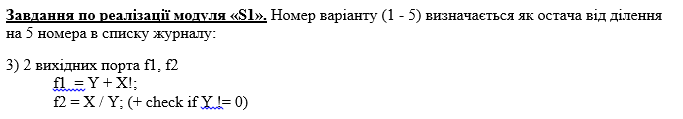 Завдання по реалізації модуля «S1». Номер варіанту (1 - 5) визначається як остача від ділення
на 5 номера в списку журналу:
3) 2 вихідних порта f1, f2
f1 = Y + X!;
f2 = X / Y; (+ check if Y != 0)